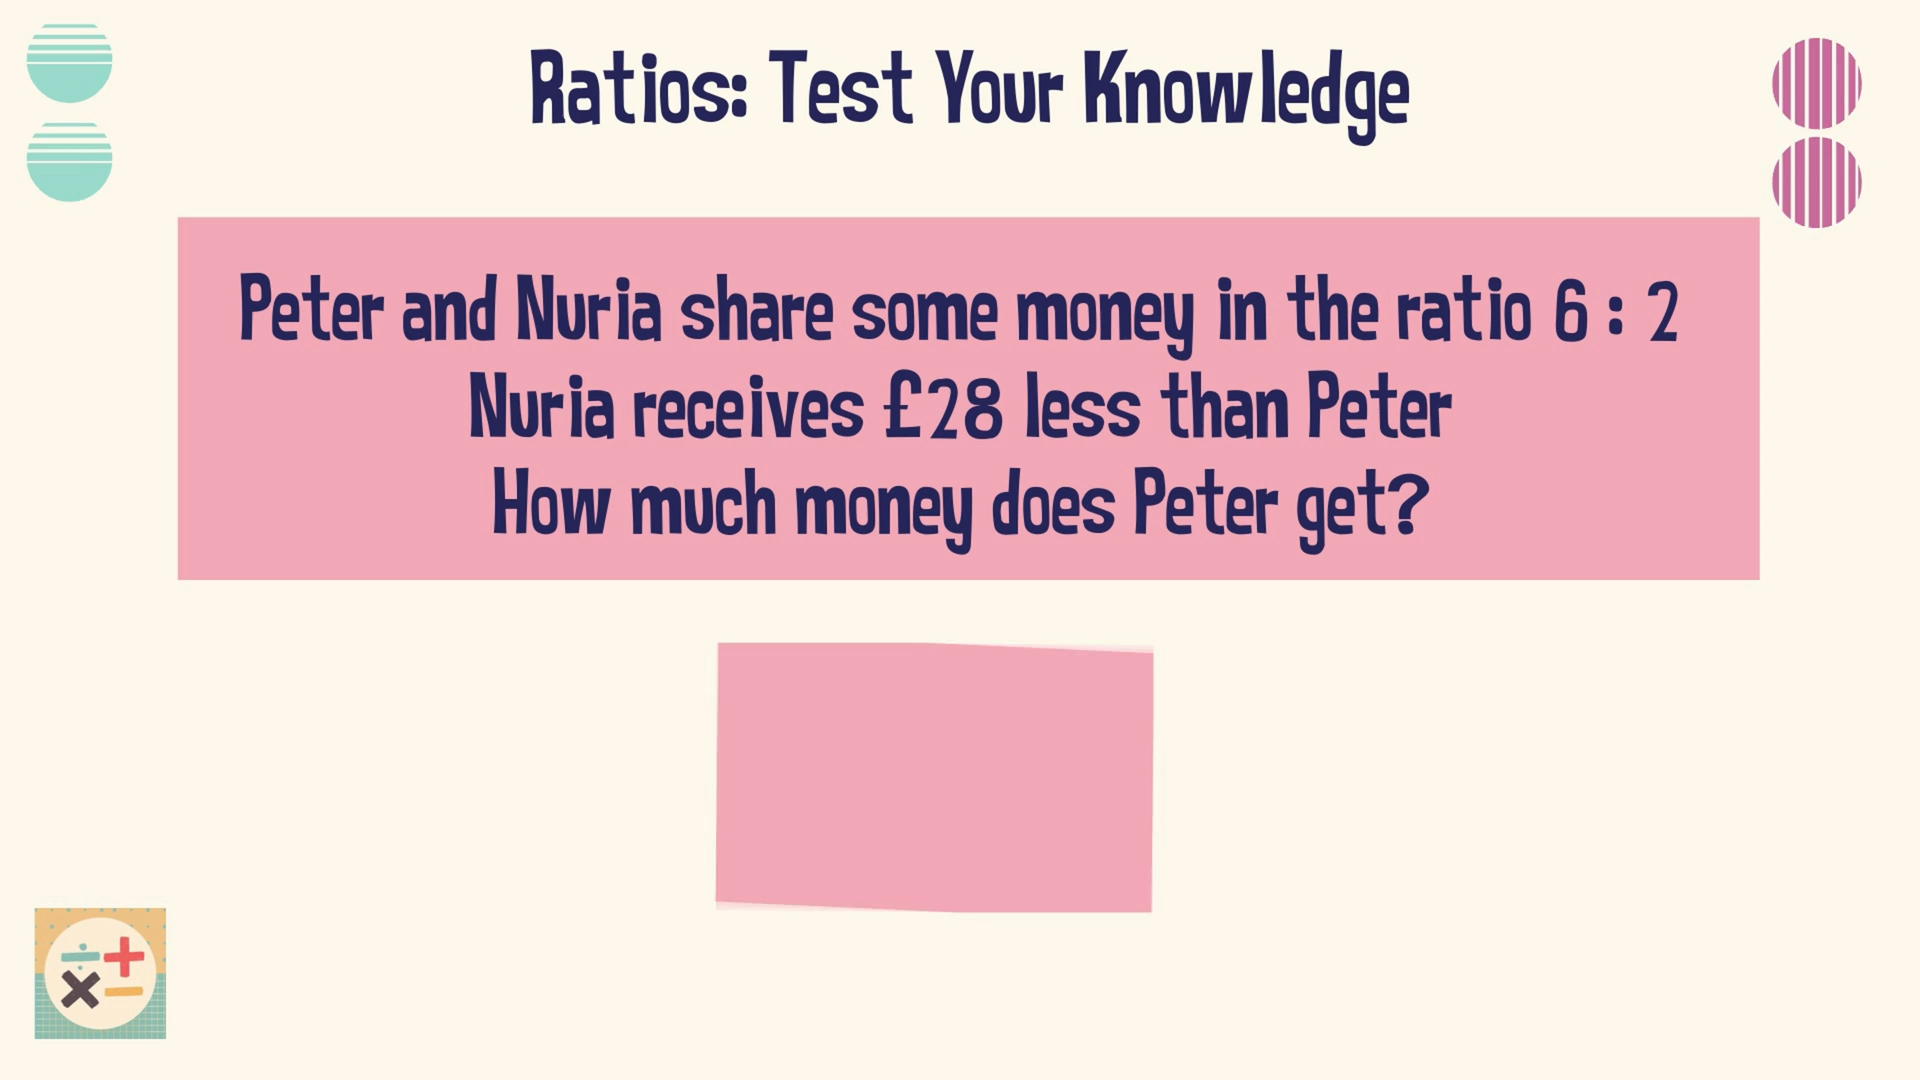 Ratios: Test Your Knowledge
Peter and Nuria share some money in the ratio 6 : 2
Nuria receives £28 less than Peter
How much money does Peter get?